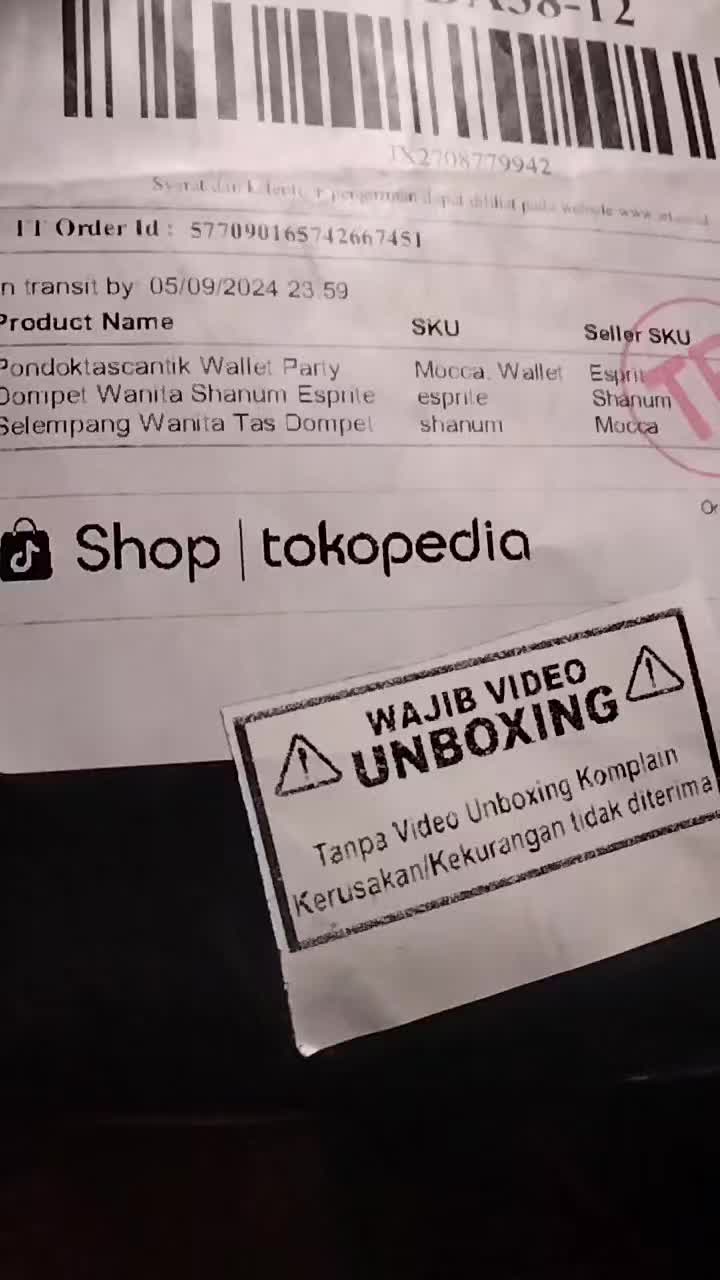 JX2708779942
TT Order Id : 577090165742667451
n transit by 05/09/2024 23:59
Product Name SKU Seller SKU
Pondoktascantik Wallet Party Mocca, Wallet Esprit
Dompet Wanita Shanum Esprite esprite Shanum
Selempang Wanita Tas Dompet shanum Mocca
Shop | tokopedia
WAJIB VIDEO
UNBOXING
Tanpa Video Unboxing Komplain
Kerusakan/Kekurangan tidak diterima